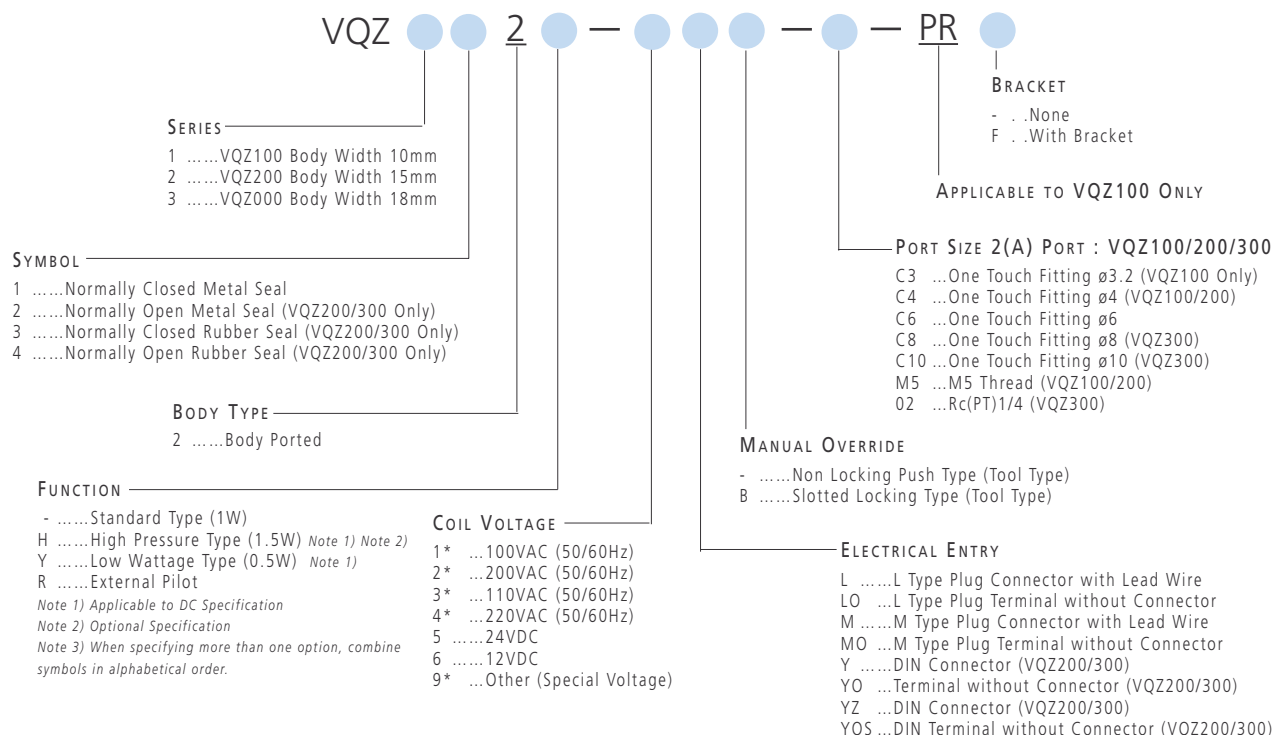 VQZ 2 — — — PR
BRACKET
- . .None
F . .With Bracket
APPLICABLE TO VQZ100 ONLY
SERIES
1 ......VQZ100 Body Width 10mm
2 ......VQZ200 Body Width 15mm
3 ......VQZ000 Body Width 18mm
SYMBOL
1 ......Normally Closed Metal Seal
2 ......Normally Open Metal Seal (VQZ200/300 Only)
3 ......Normally Closed Rubber Seal (VQZ200/300 Only)
4 ......Normally Open Rubber Seal (VQZ200/300 Only)
BODY TYPE
2 ......Body Ported
FUNCTION
- ......Standard Type (1W)
H ......High Pressure Type (1.5W) Note 1) Note 2)
Y ......Low Wattage Type (0.5W) Note 1)
R ......External Pilot
Note 1) Applicable to DC Specification
Note 2) Optional Specification
Note 3) When specifying more than one option, combine
symbols in alphabetical order.
COIL VOLTAGE
1* ...100VAC (50/60Hz)
2* ...200VAC (50/60Hz)
3* ...110VAC (50/60Hz)
4* ...220VAC (50/60Hz)
5 ......24VDC
6 ......12VDC
9* ...Other (Special Voltage)
PORT SIZE 2(A) PORT : VQZ100/200/300
C3 ...One Touch Fitting ø3.2 (VQZ100 Only)
C4 ...One Touch Fitting ø4 (VQZ100/200)
C6 ...One Touch Fitting ø6
C8 ...One Touch Fitting ø8 (VQZ300)
C10 ...One Touch Fitting ø10 (VQZ300)
M5 ...M5 Thread (VQZ100/200)
02 ...Rc(PT)1/4 (VQZ300)
MANUAL OVERRIDE
- ......Non Locking Push Type (Tool Type)
B ......Slotted Locking Type (Tool Type)
ELECTRICAL ENTRY
L ......L Type Plug Connector with Lead Wire
LO ...L Type Plug Terminal without Connector
M ......M Type Plug Connector with Lead Wire
MO ...M Type Plug Terminal without Connector
Y ......DIN Connector (VQZ200/300)
YO ...Terminal without Connector (VQZ200/300)
YZ ...DIN Connector (VQZ200/300)
YOS ...DIN Terminal without Connector (VQZ200/300)